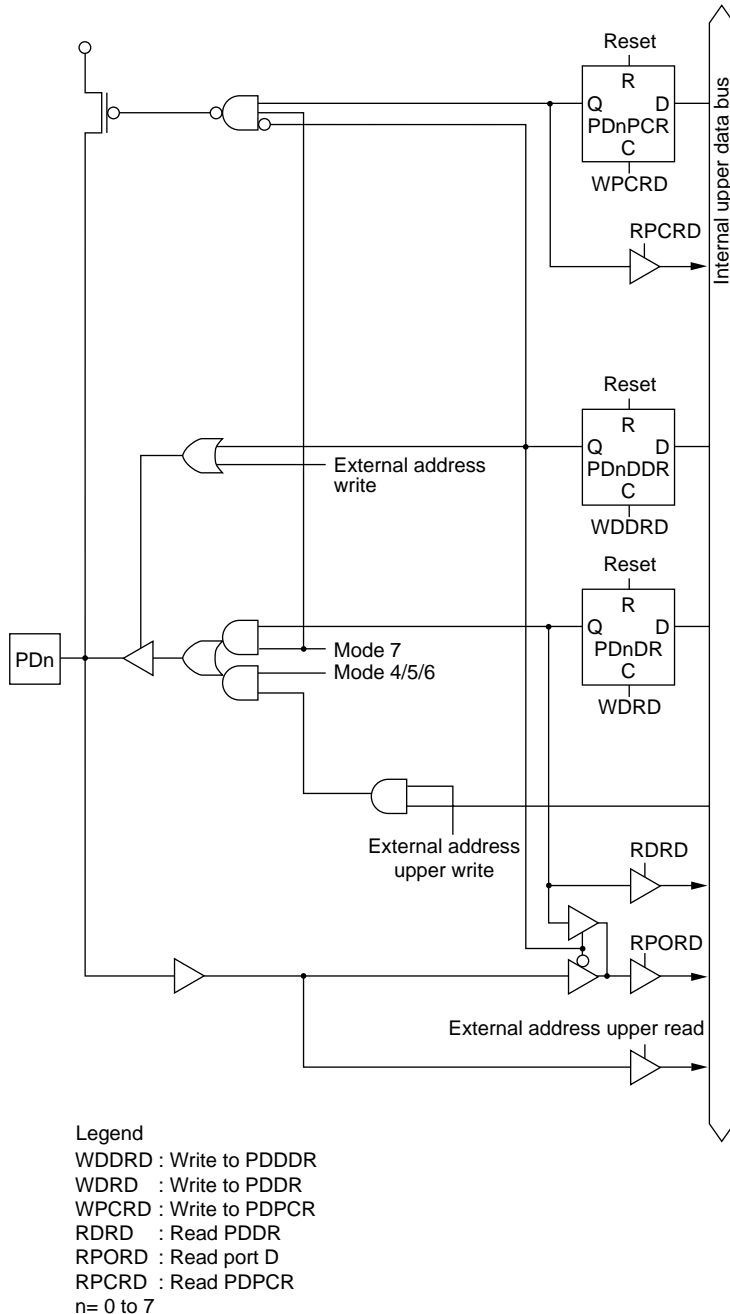 Reset
R
Q D
PDnPCR
C
WPCRD
RPCRD
Internal upper data bus
Reset
R
Q D
PDnDDR
C
WDDRD
External address
write
Reset
R
Q D
PDnDR
C
WDRD
PDn
Mode 7
Mode 4/5/6
External address
upper write
RDRD
RPORD
External address upper read
Legend
WDDRD : Write to PDDDR
WDRD : Write to PDDR
WPCRD : Write to PDPCR
RDRD : Read PDDR
RPORD : Read port D
RPCRD : Read PDPCR
n= 0 to 7